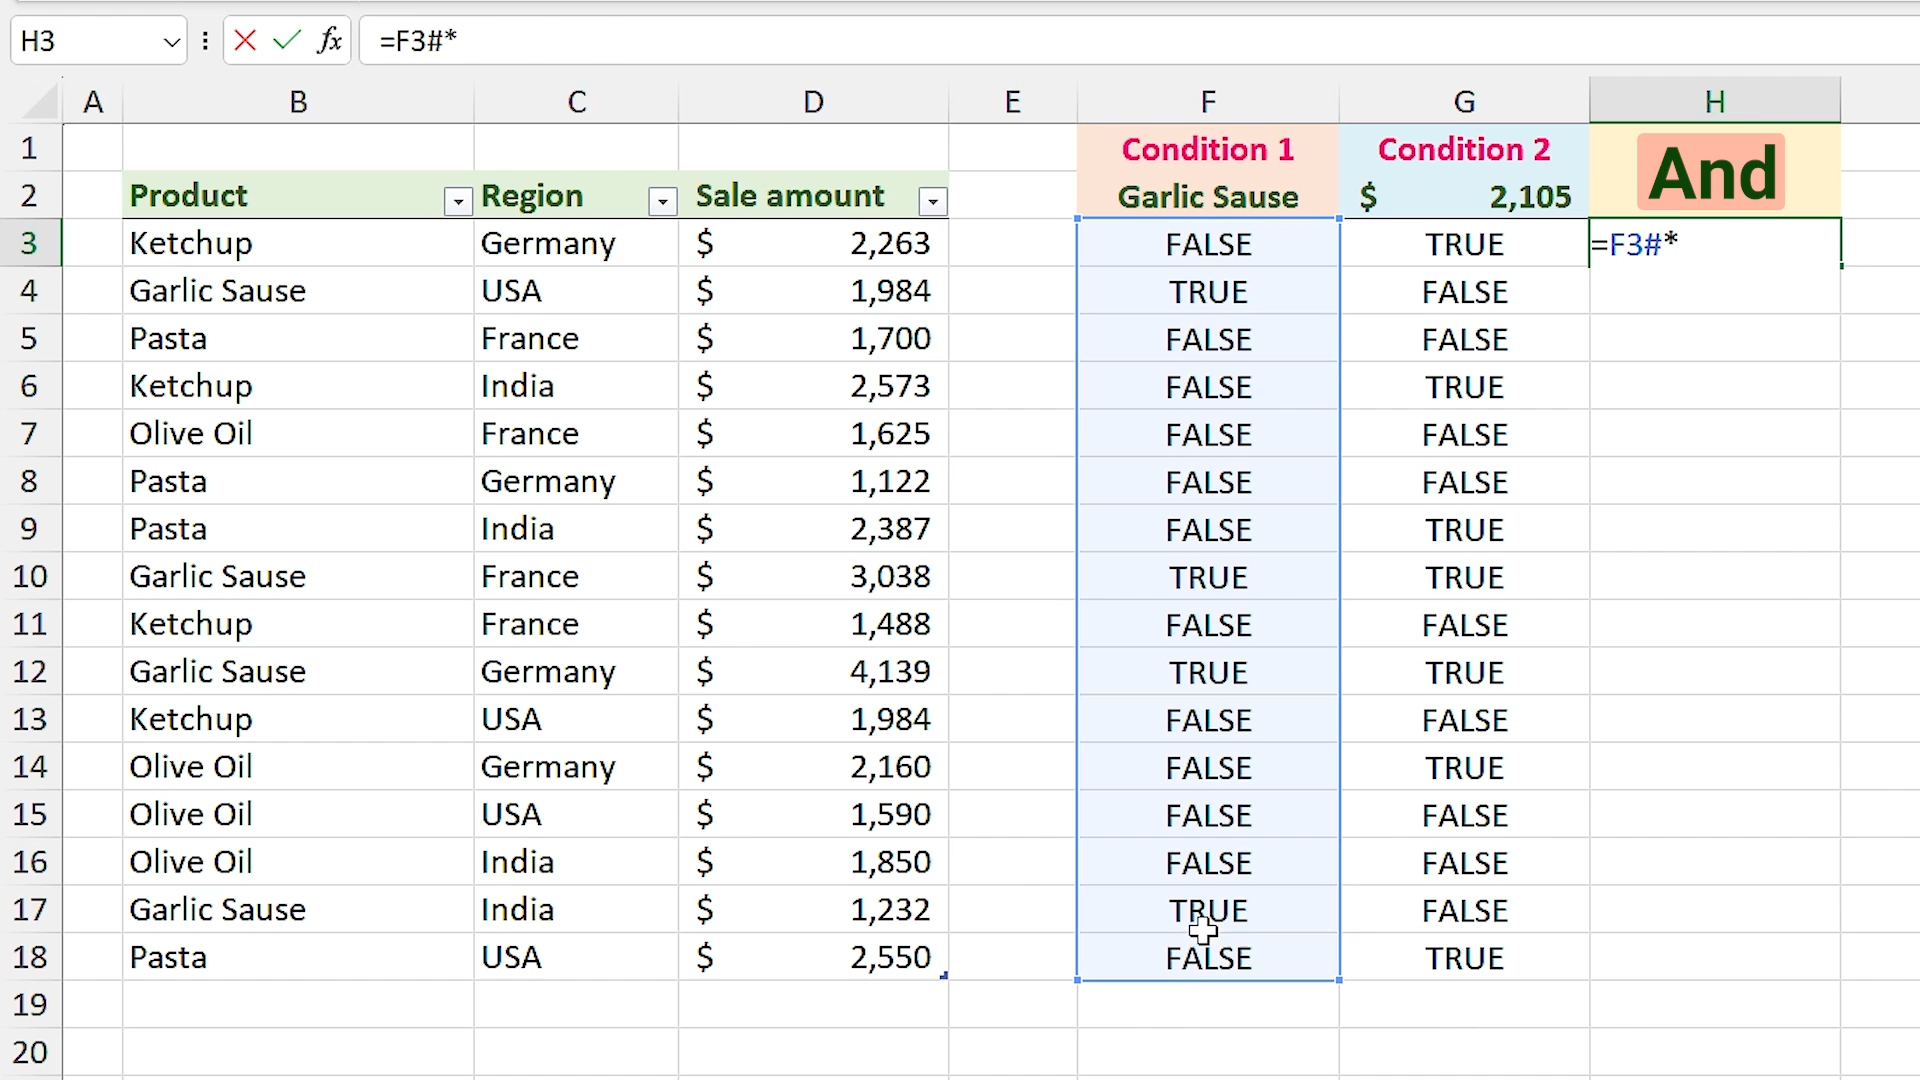 H3 fx =F3#*
A B C D E F G H
1 Condition 1 Condition 2 And
2 Product Region Sale amount Garlic Sause $ 2,105
3 Ketchup Germany $ 2,263 FALSE TRUE =F3#*
4 Garlic Sause USA $ 1,984 TRUE FALSE
5 Pasta France $ 1,700 FALSE FALSE
6 Ketchup India $ 2,573 FALSE TRUE
7 Olive Oil France $ 1,625 FALSE FALSE
8 Pasta Germany $ 1,122 FALSE FALSE
9 Pasta India $ 2,387 FALSE TRUE
10 Garlic Sause France $ 3,038 TRUE TRUE
11 Ketchup France $ 1,488 FALSE FALSE
12 Garlic Sause Germany $ 4,139 TRUE TRUE
13 Ketchup USA $ 1,984 FALSE FALSE
14 Olive Oil Germany $ 2,160 FALSE TRUE
15 Olive Oil USA $ 1,590 FALSE FALSE
16 Olive Oil India $ 1,850 FALSE FALSE
17 Garlic Sause India $ 1,232 TRUE FALSE
18 Pasta USA $ 2,550 FALSE TRUE
19
20